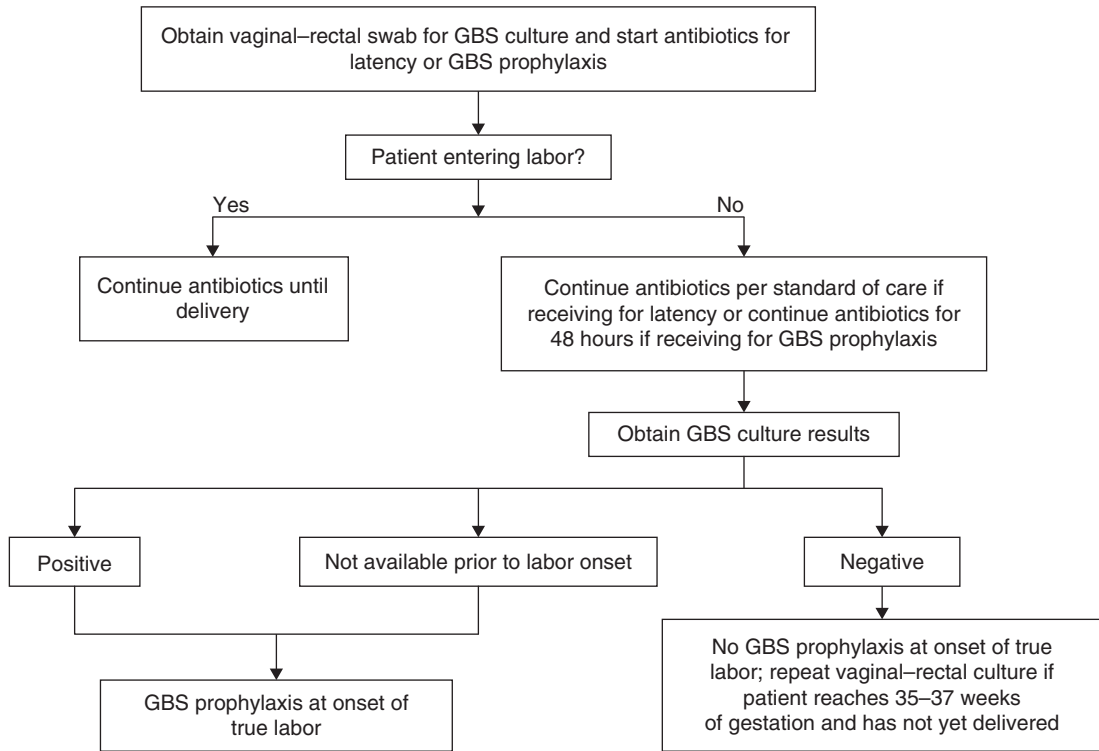 Obtain vaginal–rectal swab for GBS culture and start antibiotics for
latency or GBS prophylaxis
Patient entering labor?
Yes
No
Continue antibiotics until
delivery
Continue antibiotics per standard of care if
receiving for latency or continue antibiotics for
48 hours if receiving for GBS prophylaxis
Obtain GBS culture results
Positive
Not available prior to labor onset
Negative
GBS prophylaxis at onset of
true labor
No GBS prophylaxis at onset of true
labor; repeat vaginal–rectal culture if
patient reaches 35–37 weeks
of gestation and has not yet delivered